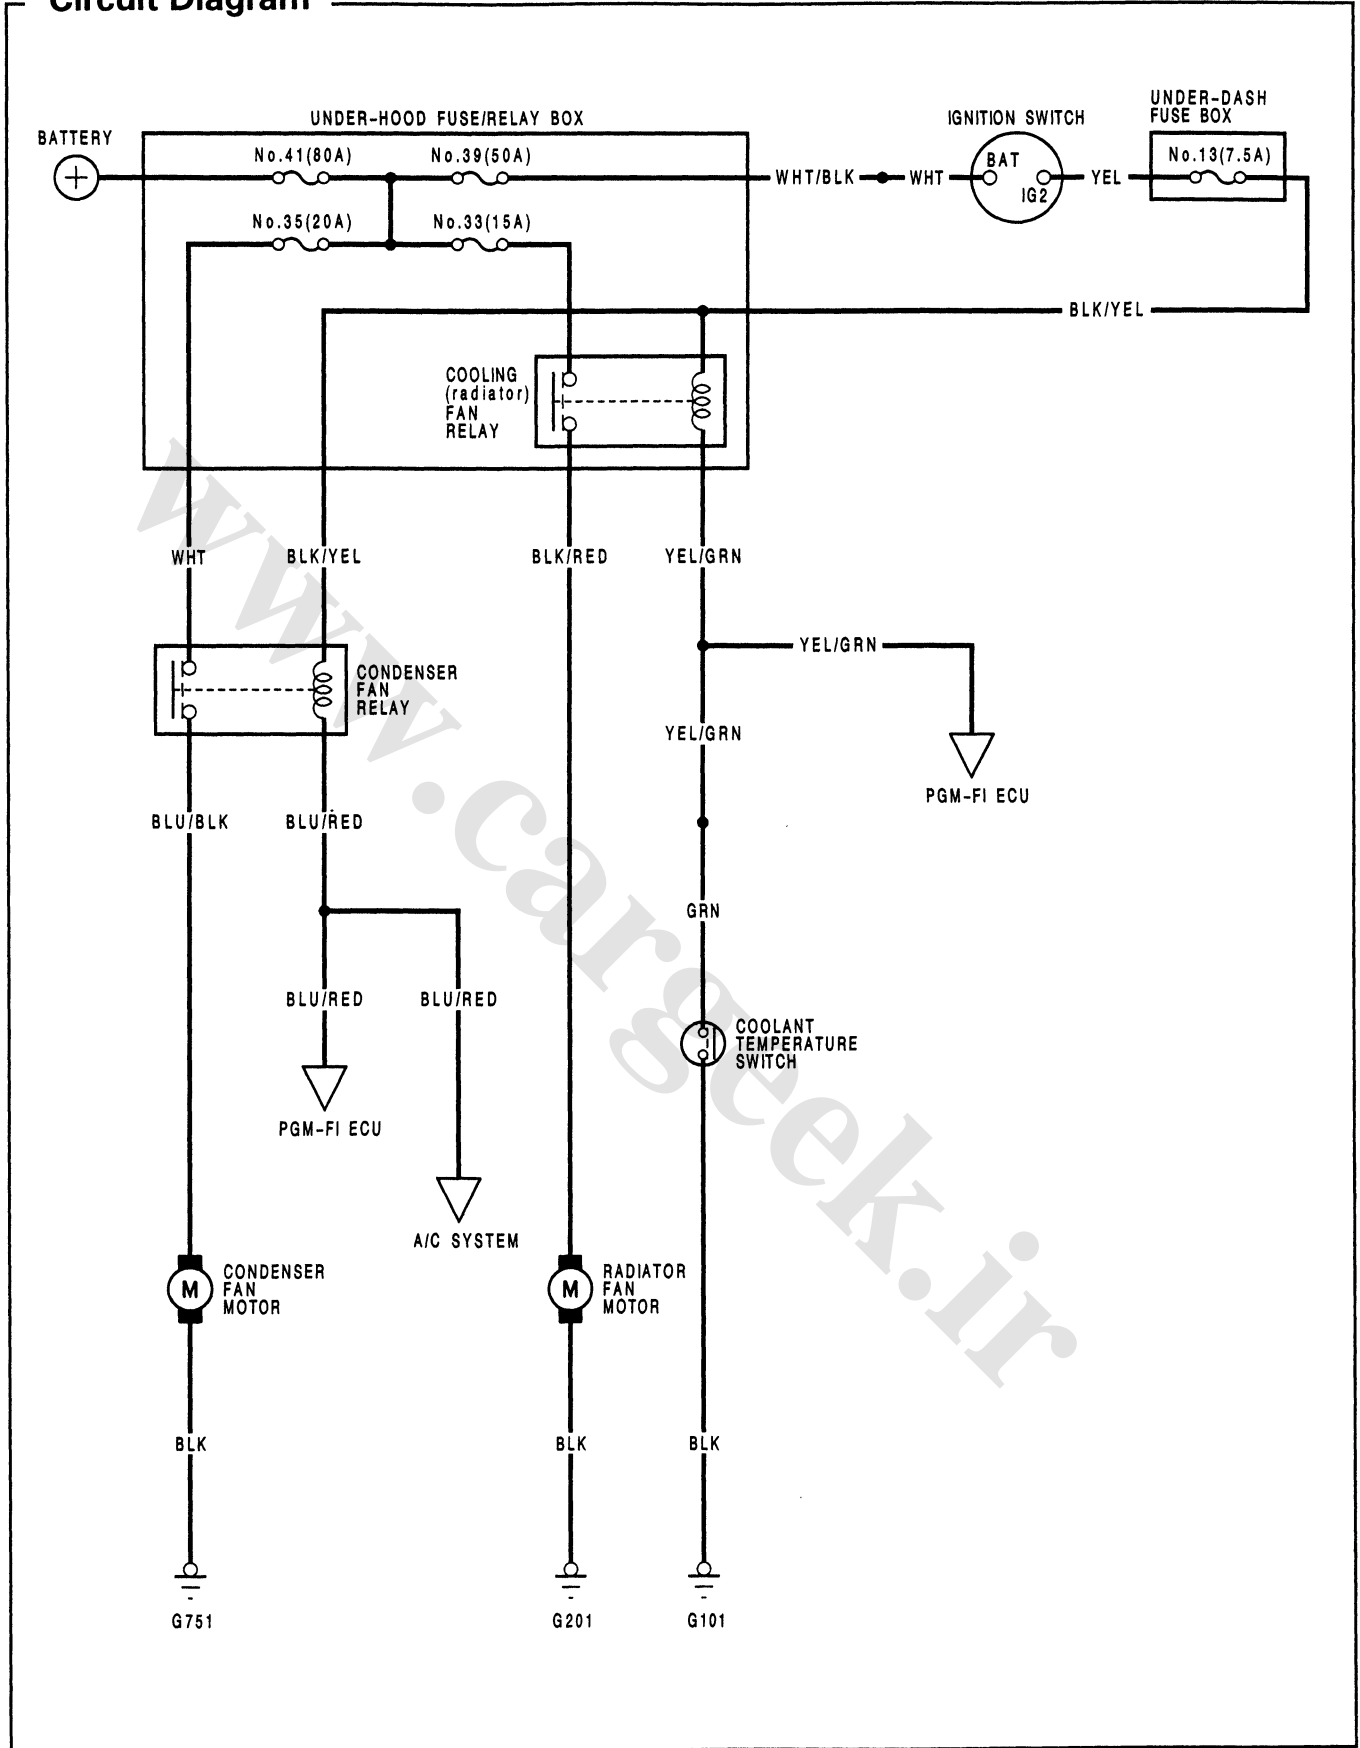 Circuit Diagram
UNDER-HOOD FUSE/RELAY BOX
IGNITION SWITCH
UNDER-DASH
FUSE BOX
BATTERY
No.41(80A)
No.39(50A)
BAT
No.13(7.5A)
WHT/BLK
WHT
IG2
YEL
No.35(20A)
No.33(15A)
BLK/YEL
COOLING
(radiator)
FAN
RELAY
WHT
BLK/YEL
BLK/RED
YEL/GRN
YEL/GRN
CONDENSER
FAN
RELAY
YEL/GRN
PGM-FI ECU
BLU/BLK
BLU/RED
GRN
BLU/RED
BLU/RED
COOLANT
TEMPERATURE
SWITCH
PGM-FI ECU
A/C SYSTEM
M
CONDENSER
FAN
MOTOR
M
RADIATOR
FAN
MOTOR
BLK
BLK
BLK
G751
G201
G101
www.cargeek.ir